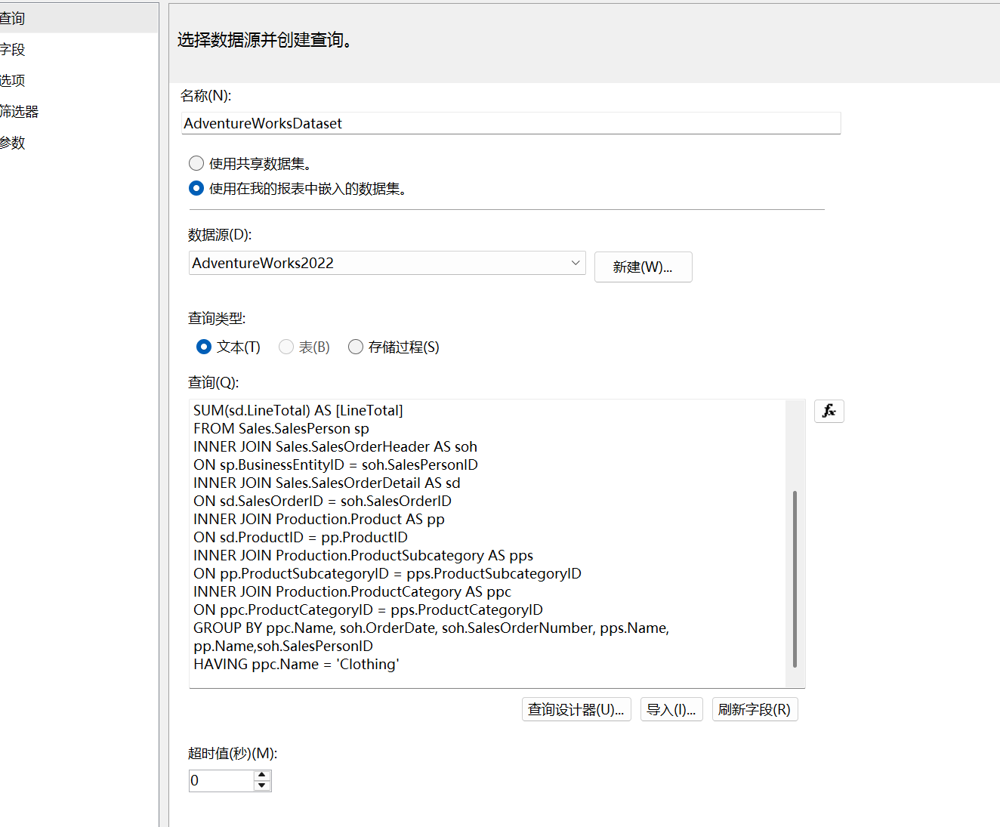 查询
字段
选项
筛选器
参数
选择数据源并创建查询。
名称(N):
AdventureWorksDataset
使用共享数据集。
使用在我的报表中嵌入的数据集。
数据源(D):
AdventureWorks2022
新建(W)...
查询类型:
文本(T) 表(B) 存储过程(S)
查询(Q):
SUM(sd.LineTotal) AS [LineTotal]
fx
FROM Sales.SalesPerson sp
INNER JOIN Sales.SalesOrderHeader AS soh
ON sp.BusinessEntityID = soh.SalesPersonID
INNER JOIN Sales.SalesOrderDetail AS sd
ON sd.SalesOrderID = soh.SalesOrderID
INNER JOIN Production.Product AS pp
ON sd.ProductID = pp.ProductID
INNER JOIN Production.ProductSubcategory AS pps
ON pp.ProductSubcategoryID = pps.ProductSubcategoryID
INNER JOIN Production.ProductCategory AS ppc
ON ppc.ProductCategoryID = pps.ProductCategoryID
GROUP BY ppc.Name, soh.OrderDate, soh.SalesOrderNumber, pps.Name,
pp.Name,soh.SalesPersonID
HAVING ppc.Name = 'Clothing'
查询设计器(U)... 导入(I)... 刷新字段(R)
超时值(秒)(M):
0